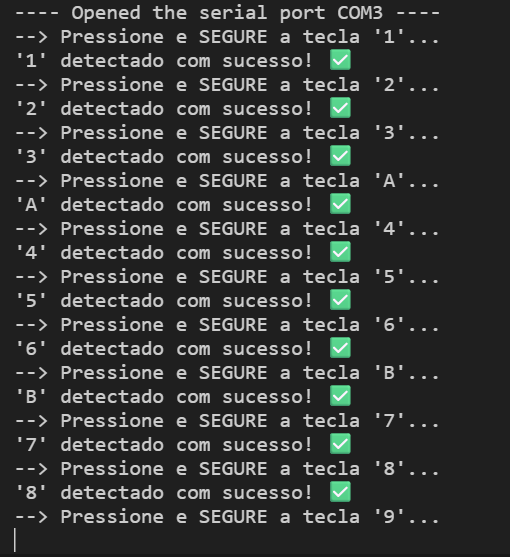 ---- Opened the serial port COM3 ----
--> Pressione e SEGURE a tecla '1'...
'1' detectado com sucesso! ✅
--> Pressione e SEGURE a tecla '2'...
'2' detectado com sucesso! ✅
--> Pressione e SEGURE a tecla '3'...
'3' detectado com sucesso! ✅
--> Pressione e SEGURE a tecla 'A'...
'A' detectado com sucesso! ✅
--> Pressione e SEGURE a tecla '4'...
'4' detectado com sucesso! ✅
--> Pressione e SEGURE a tecla '5'...
'5' detectado com sucesso! ✅
--> Pressione e SEGURE a tecla '6'...
'6' detectado com sucesso! ✅
--> Pressione e SEGURE a tecla 'B'...
'B' detectado com sucesso! ✅
--> Pressione e SEGURE a tecla '7'...
'7' detectado com sucesso! ✅
--> Pressione e SEGURE a tecla '8'...
'8' detectado com sucesso! ✅
--> Pressione e SEGURE a tecla '9'...